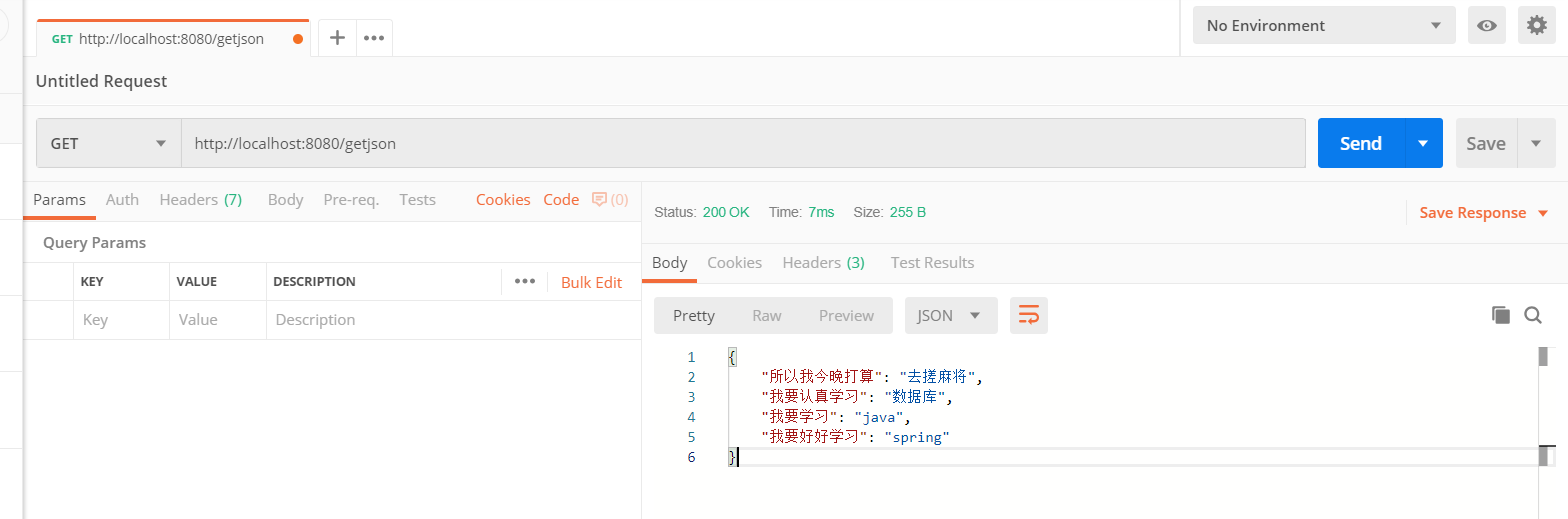 GET http://localhost:8080/getjson
No Environment
Untitled Request
GET http://localhost:8080/getjson Send Save
Params Auth Headers (7) Body Pre-req. Tests Cookies Code (0)
Status: 200 OK Time: 7ms Size: 255 B Save Response
Query Params
Body Cookies Headers (3) Test Results
KEY VALUE DESCRIPTION Bulk Edit
Key Value Description
Pretty Raw Preview JSON
1 {
2 "所以我今晚打算": "去搓麻将",
3 "我要认真学习": "数据库",
4 "我要学习": "java",
5 "我要好好学习": "spring"
6 }